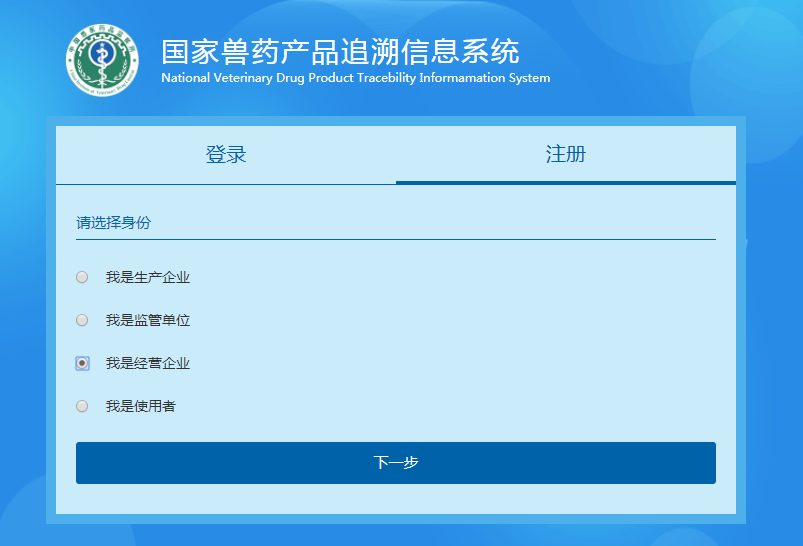 国家兽药产品追溯信息系统
National Veterinary Drug Product Tracebility Informamation System
登录
注册
请选择身份
我是生产企业
我是监管单位
我是经营企业
我是使用者
下一步